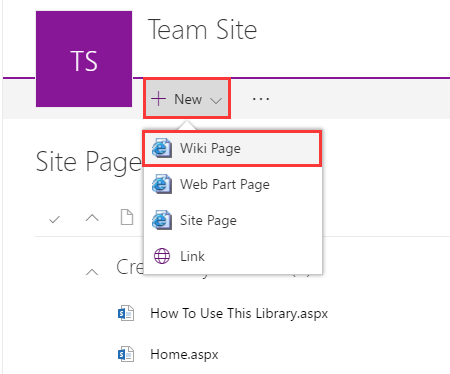 TS
Team Site
+ New
...
Site Page
Wiki Page
Web Part Page
Site Page
Link
How To Use This Library.aspx
Home.aspx